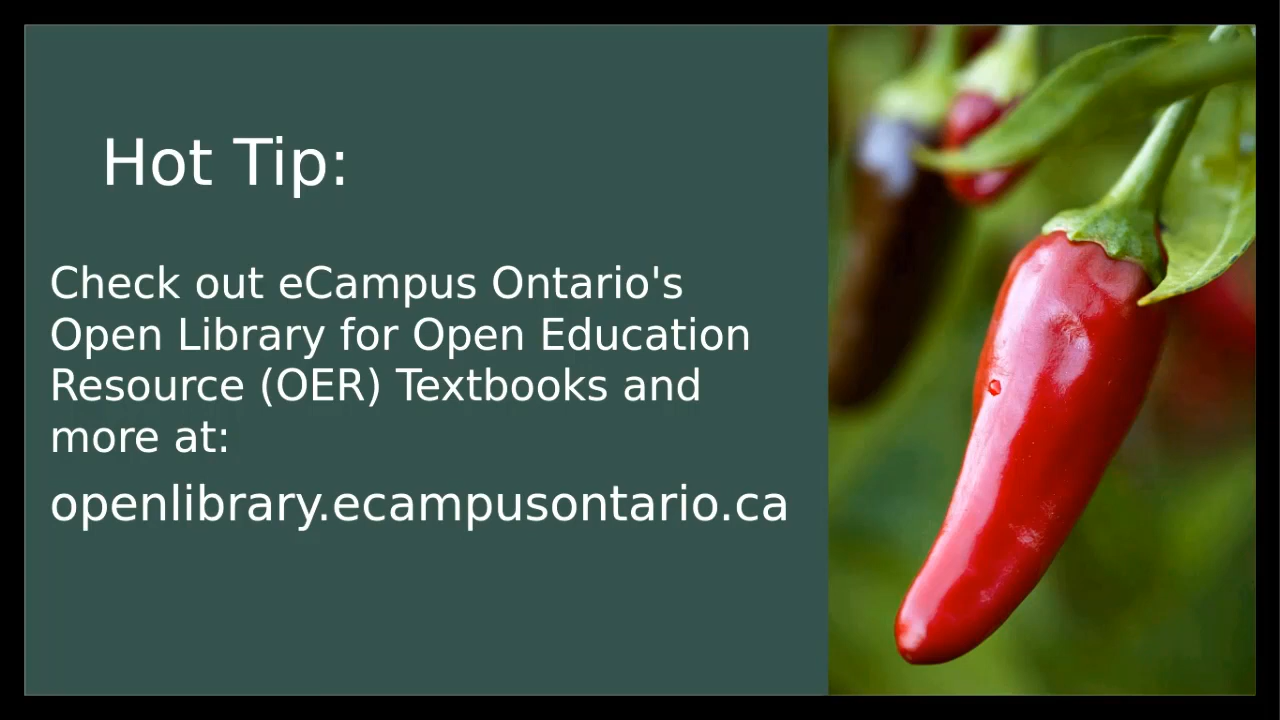 Hot Tip:
Check out eCampus Ontario's
Open Library for Open Education
Resource (OER) Textbooks and
more at:
openlibrary.ecampusontario.ca